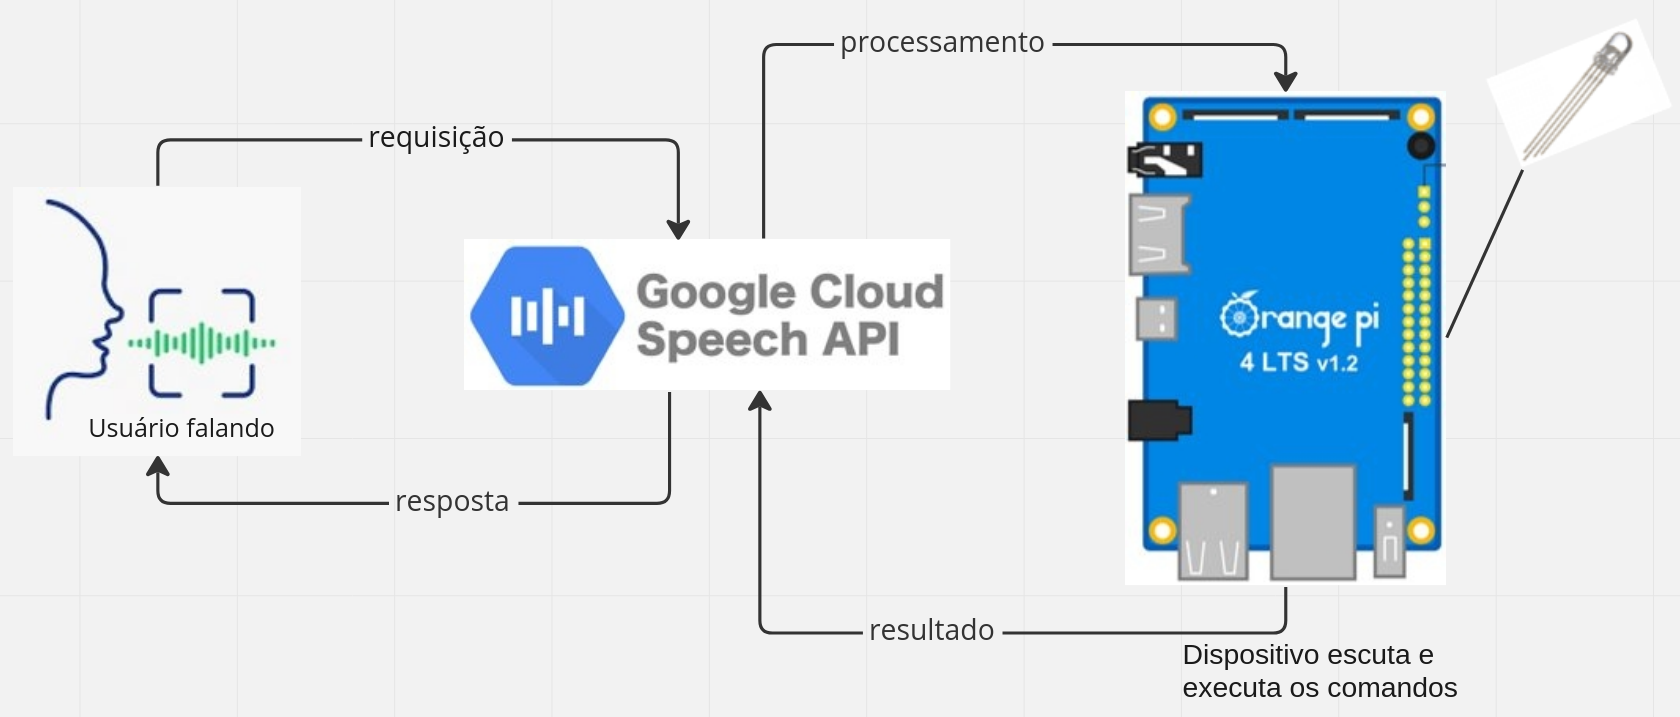 processamento
requisição
Google Cloud
Speech API
range pi
4 LTS v1.2
Usuário falando
resposta
resultado
Dispositivo escuta e
executa os comandos